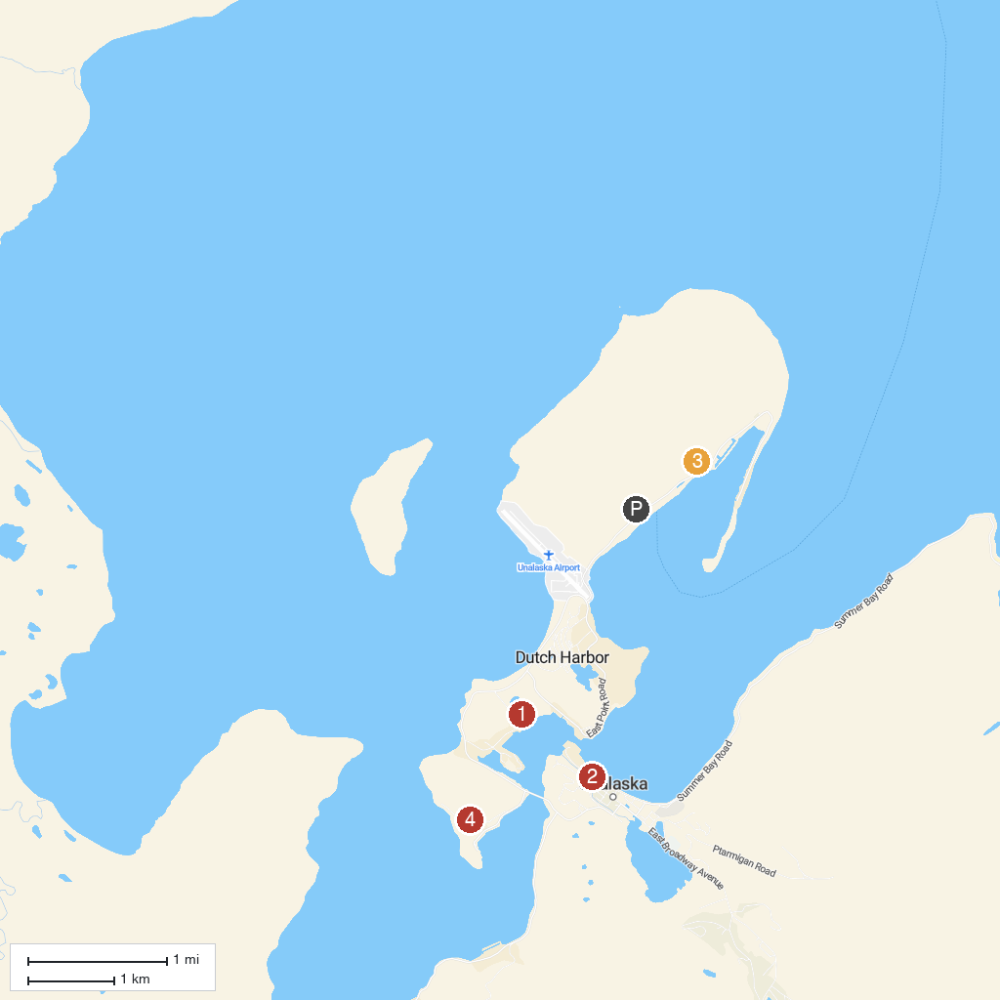 3
P
Unalaska Airport
Summer Bay Road
Dutch Harbor
East Point Road
1
Summer Bay Road
2
alaska
4
East Broadway Avenue
Ptarmigan Road
1 mi
1 km